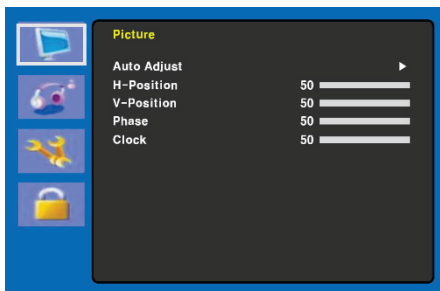 Picture
Auto Adjust
H-Position 50
V-Position 50
Phase 50
Clock 50